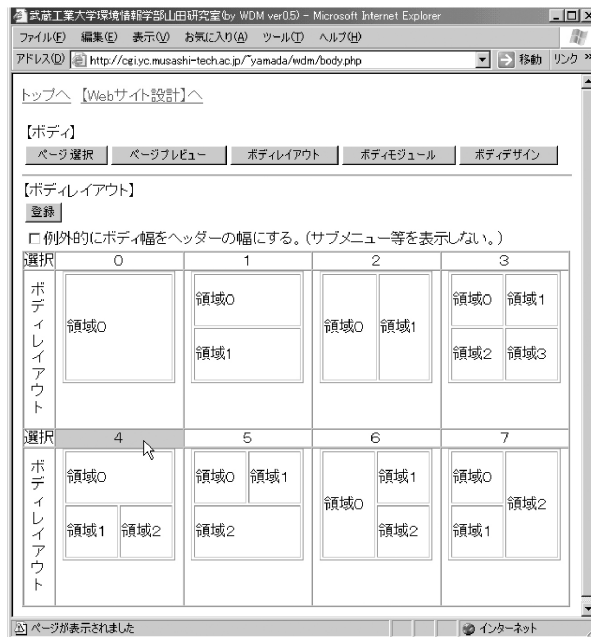 武蔵工業大学環境情報学部山田研究室(by WDM ver0.5) - Microsoft Internet Explorer
ファイル(F) 編集(E) 表示(V) お気に入り(A) ツール(T) ヘルプ(H)
アドレス(D) http://cgi.yc.musashi-tech.ac.jp/~yamada/wdm/body.php 移動 リンク »
トップへ 【Webサイト設計】へ
【ボディ】
ページ選択 ページプレビュー ボディレイアウト ボディモジュール ボディデザイン
【ボディレイアウト】
登録
例外的にボディ幅をヘッダーの幅にする。(サブメニュー等を表示しない。)
選択 0 1 2 3
ボディレイアウト
領域0
領域0
領域1
領域0 領域1
領域0 領域1
領域2 領域3
選択 4 5 6 7
ボディレイアウト
領域0
領域1 領域2
領域0 領域1
領域2
領域0
領域1
領域2
領域0
領域1
領域2
ページが表示されました インターネット